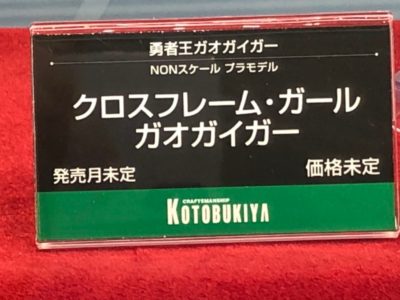 勇者王ガオガイガー
NONスケール プラモデル
クロスフレーム・ガール
ガオガイガー
発売月未定 価格未定
CRAFTSMANSHIP
KOTOBUKIYA